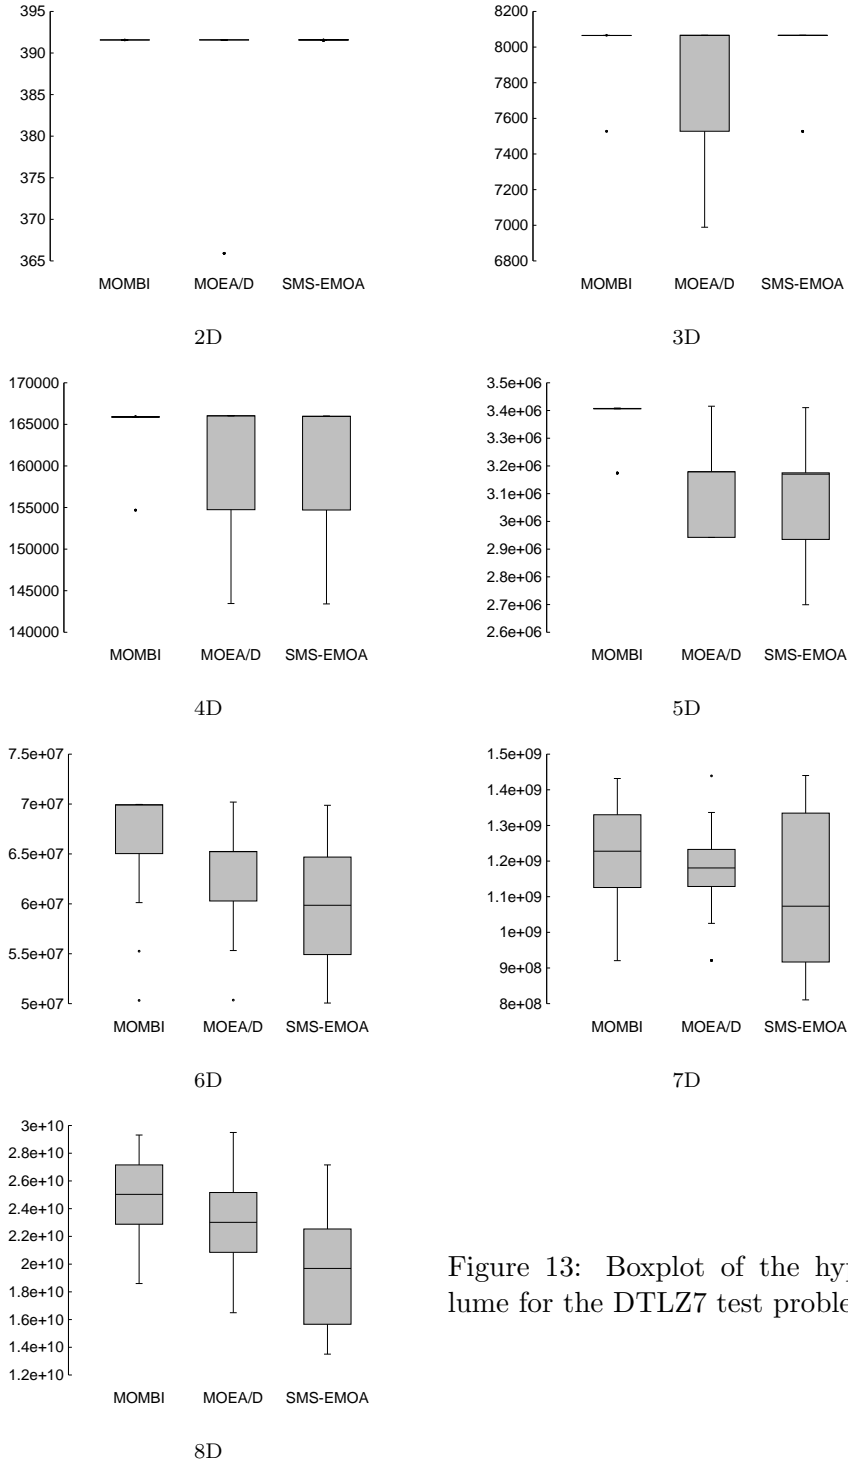 395
390
385
380
375
370
365
MOMBI MOEA/D SMS-EMOA
2D
8200
8000
7800
7600
7400
7200
7000
6800
MOMBI MOEA/D SMS-EMOA
3D
170000
165000
160000
155000
150000
145000
140000
MOMBI MOEA/D SMS-EMOA
4D
3.5e+06
3.4e+06
3.3e+06
3.2e+06
3.1e+06
3e+06
2.9e+06
2.8e+06
2.7e+06
2.6e+06
MOMBI MOEA/D SMS-EMOA
5D
7.5e+07
7e+07
6.5e+07
6e+07
5.5e+07
5e+07
MOMBI MOEA/D SMS-EMOA
6D
1.5e+09
1.4e+09
1.3e+09
1.2e+09
1.1e+09
1e+09
9e+08
8e+08
MOMBI MOEA/D SMS-EMOA
7D
3e+10
2.8e+10
2.6e+10
2.4e+10
2.2e+10
2e+10
1.8e+10
1.6e+10
1.4e+10
1.2e+10
MOMBI MOEA/D SMS-EMOA
8D
Figure 13: Boxplot of the hyp
lume for the DTLZ7 test proble